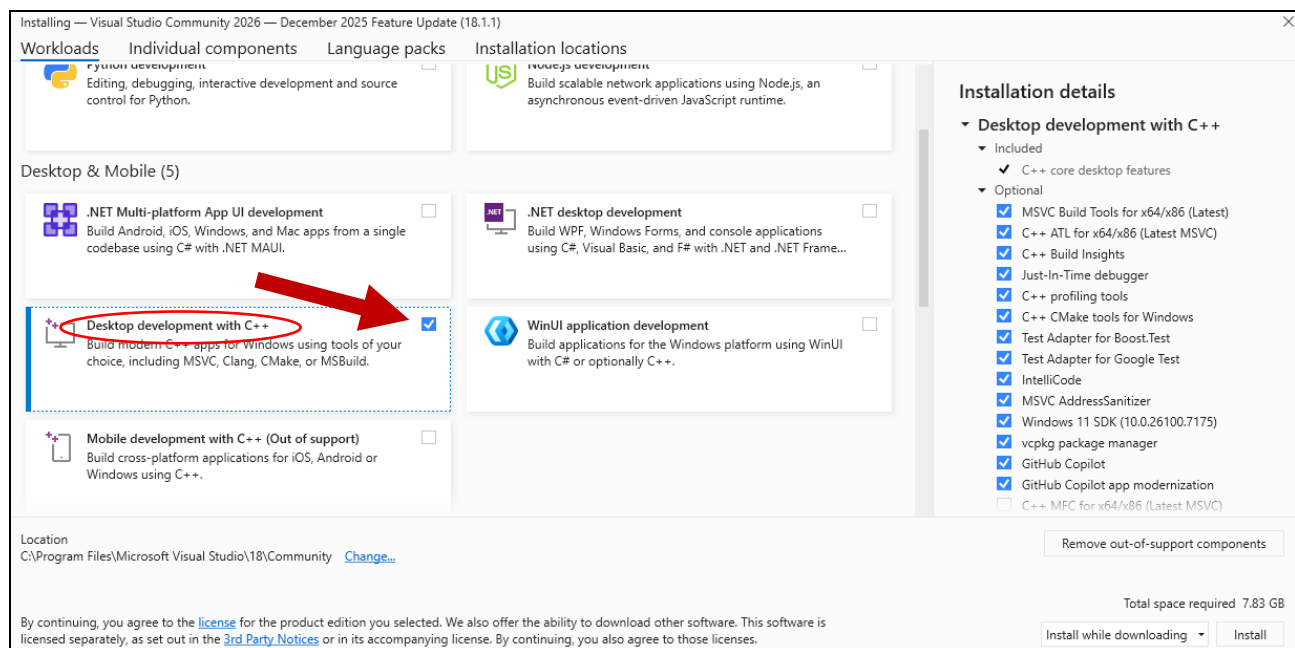 Installing — Visual Studio Community 2026 — December 2025 Feature Update (18.1.1)
Workloads Individual components Language packs Installation locations
Python development
Editing, debugging, interactive development and source
control for Python.
Node.js development
Build scalable network applications using Node.js, an
asynchronous event-driven JavaScript runtime.
Desktop & Mobile (5)
.NET Multi-platform App UI development
Build Android, iOS, Windows, and Mac apps from a single
codebase using C# with .NET MAUI.
.NET
.NET desktop development
Build WPF, Windows Forms, and console applications
using C#, Visual Basic, and F# with .NET and .NET Frame...
Desktop development with C++
Build modern C++ apps for Windows using tools of your
choice, including MSVC, Clang, CMake, or MSBuild.
WinUI application development
Build applications for the Windows platform using WinUI
with C# or optionally C++.
Mobile development with C++ (Out of support)
Build cross-platform applications for iOS, Android or
Windows using C++.
Installation details
Desktop development with C++
Included
C++ core desktop features
Optional
MSVC Build Tools for x64/x86 (Latest)
C++ ATL for x64/x86 (Latest MSVC)
C++ Build Insights
Just-In-Time debugger
C++ profiling tools
C++ CMake tools for Windows
Test Adapter for Boost.Test
Test Adapter for Google Test
IntelliCode
MSVC AddressSanitizer
Windows 11 SDK (10.0.26100.7175)
vcpkg package manager
GitHub Copilot
GitHub Copilot app modernization
C++ MFC for x64/x86 (Latest MSVC)
Location
C:\Program Files\Microsoft Visual Studio\18\Community Change...
Remove out-of-support components
Total space required 7.83 GB
By continuing, you agree to the license for the product edition you selected. We also offer the ability to download other software. This software is
licensed separately, as set out in the 3rd Party Notices or in its accompanying license. By continuing, you also agree to those licenses.
Install while downloading Install